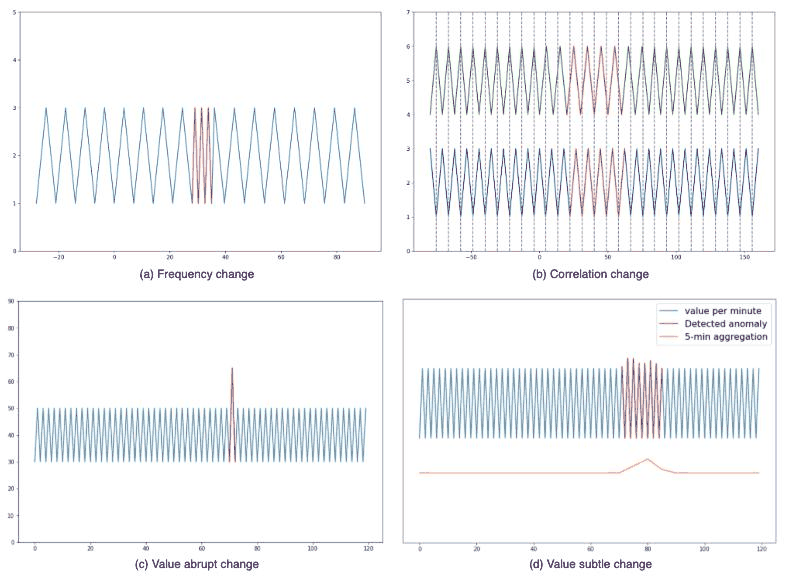 5
4
3
2
1
0
−20 0 20 40 60 80
(a) Frequency change
7
6
5
4
3
2
1
0
−50 0 50 100 150
(b) Correlation change
90
80
70
60
50
40
30
20
10
0
0 20 40 60 80 100 120
(c) Value abrupt change
value per minute
Detected anomaly
5-min aggregation
0 20 40 60 80 100 120
(d) Value subtle change